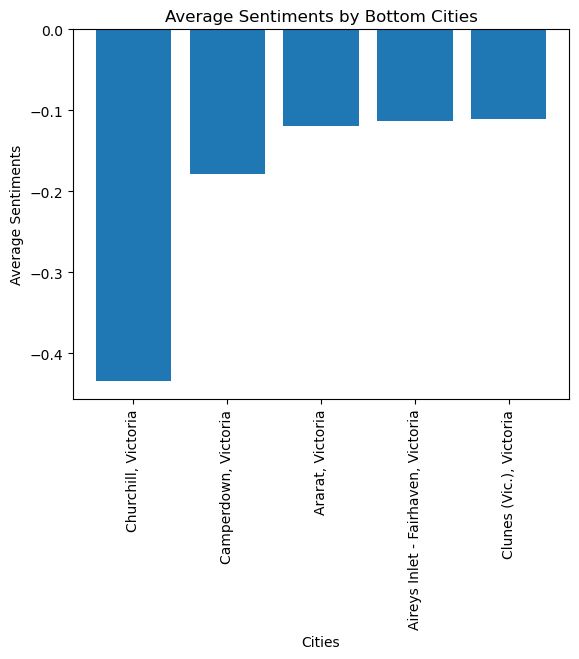 Average Sentiments by Bottom Cities
Average Sentiments
0.0
−0.1
−0.2
−0.3
−0.4
Churchill, Victoria
Camperdown, Victoria
Ararat, Victoria
Aireys Inlet - Fairhaven, Victoria
Clunes (Vic.), Victoria
Cities